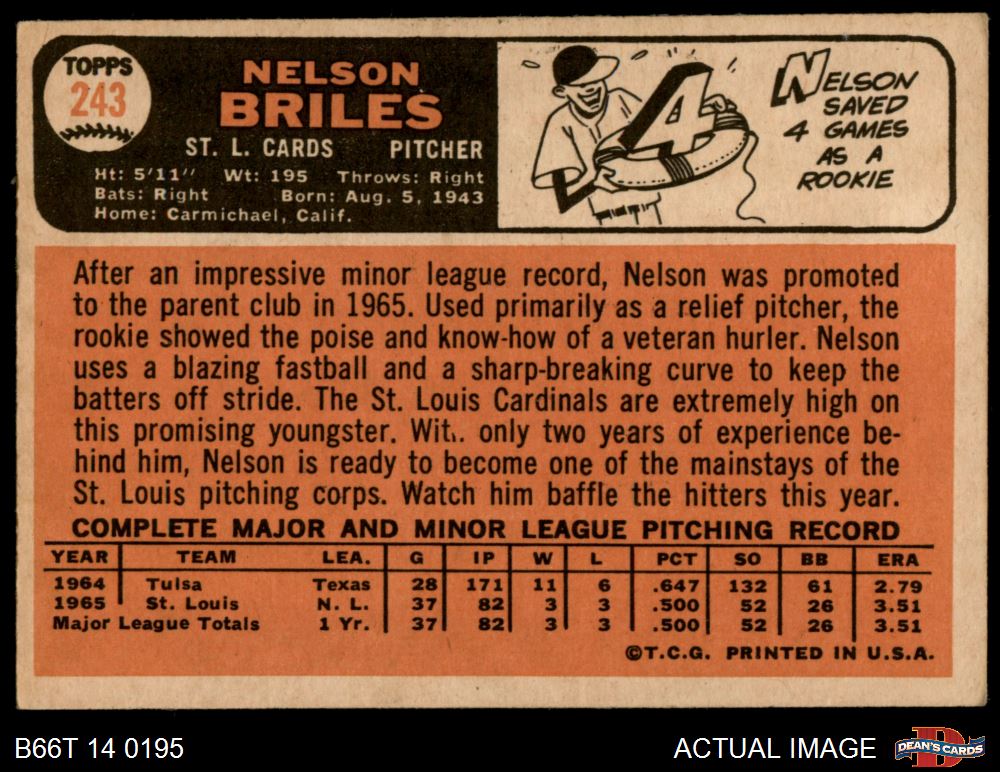 TOPPS
243
NELSON
BRILES
ST. L. CARDS PITCHER
Ht: 5'11" Wt: 195 Throws: Right
Bats: Right Born: Aug. 5, 1943
Home: Carmichael, Calif.
4
NELSON
SAVED
4 GAMES
AS A
ROOKIE
After an impressive minor league record, Nelson was promoted
to the parent club in 1965. Used primarily as a relief pitcher, the
rookie showed the poise and know-how of a veteran hurler. Nelson
uses a blazing fastball and a sharp-breaking curve to keep the
batters off stride. The St. Louis Cardinals are extremely high on
this promising youngster. Wit.. only two years of experience be-
hind him, Nelson is ready to become one of the mainstays of the
St. Louis pitching corps. Watch him baffle the hitters this year.
COMPLETE MAJOR AND MINOR LEAGUE PITCHING RECORD
YEAR TEAM LEA. G IP W L PCT SO BB ERA
1964 Tulsa Texas 28 171 11 6 .647 132 61 2.79
1965 St. Louis N. L. 37 82 3 3 .500 52 26 3.51
Major League Totals 1 Yr. 37 82 3 3 .500 52 26 3.51
©T.C.G. PRINTED IN U.S.A.
B66T 14 0195
ACTUAL IMAGE
D
DEAN'S CARDS